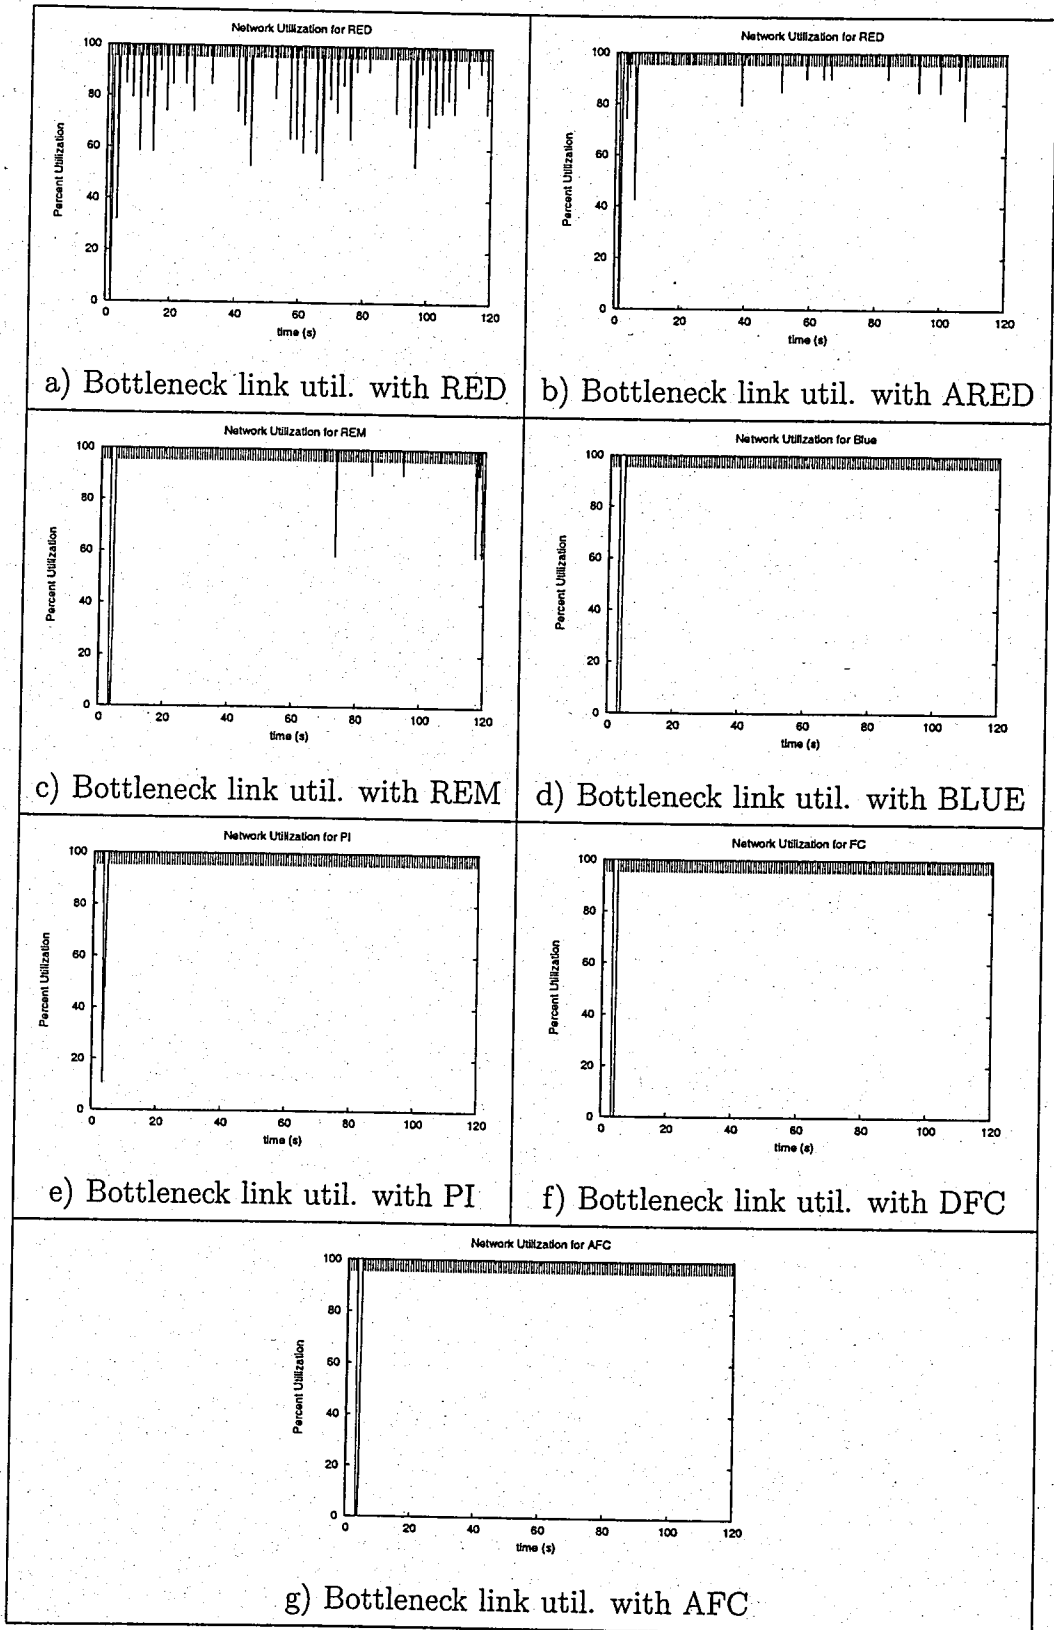 Network Utilization for RED
100
80
60
40
20
0
Percent Utilization
0 20 40 60 80 100 120
time (s)
a) Bottleneck link util. with RED
Network Utilization for RED
100
80
60
40
20
0
Percent Utilization
0 20 40 60 80 100 120
time (s)
b) Bottleneck link util. with ARED
Network Utilization for REM
100
80
60
40
20
0
Percent Utilization
0 20 40 60 80 100 120
time (s)
c) Bottleneck link util. with REM
Network Utilization for Blue
100
80
60
40
20
0
Percent Utilization
0 20 40 60 80 100 120
time (s)
d) Bottleneck link util. with BLUE
Network Utilization for PI
100
80
60
40
20
0
Percent Utilization
0 20 40 60 80 100 120
time (s)
e) Bottleneck link util. with PI
Network Utilization for FC
100
80
60
40
20
0
Percent Utilization
0 20 40 60 80 100 120
time (s)
f) Bottleneck link util. with DFC
Network Utilization for AFC
100
80
60
40
20
0
Percent Utilization
0 20 40 60 80 100 120
time (s)
g) Bottleneck link util. with AFC